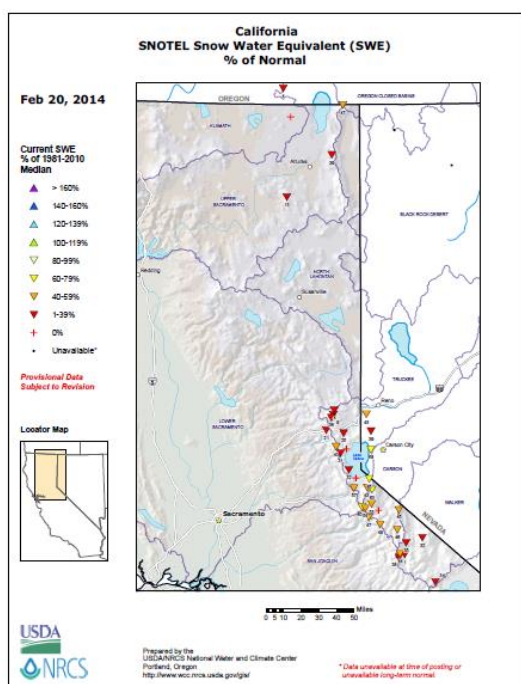 California
SNOTEL Snow Water Equivalent (SWE)
% of Normal
Feb 20, 2014
Current SWE
% of 1981-2010
Median
> 160%
140-160%
120-139%
100-119%
80-99%
60-79%
40-59%
1-39%
0%
Unavailable*
Provisional Data
Subject to Revision
Locator Map
OREGON
OREGON CLOSED BASINS
KLAMATH
Alturas
UPPER
SACRAMENTO
BLACK ROCK DESERT
Redding
NORTH
LAHONTAN
Susanville
TRUCKEE
Reno
LOWER
SACRAMENTO
Carson City
CARSON
WALKER
Sacramento
NEVADA
SAN JOAQUIN
Miles
0 5 10 20 30 40 50
USDA
NRCS
Prepared by the
USDA/NRCS National Water and Climate Center
Portland, Oregon
http://www.wcc.nrcs.usda.gov/gis/
* Data unavailable at time of posting or
unavailable long-term normal.